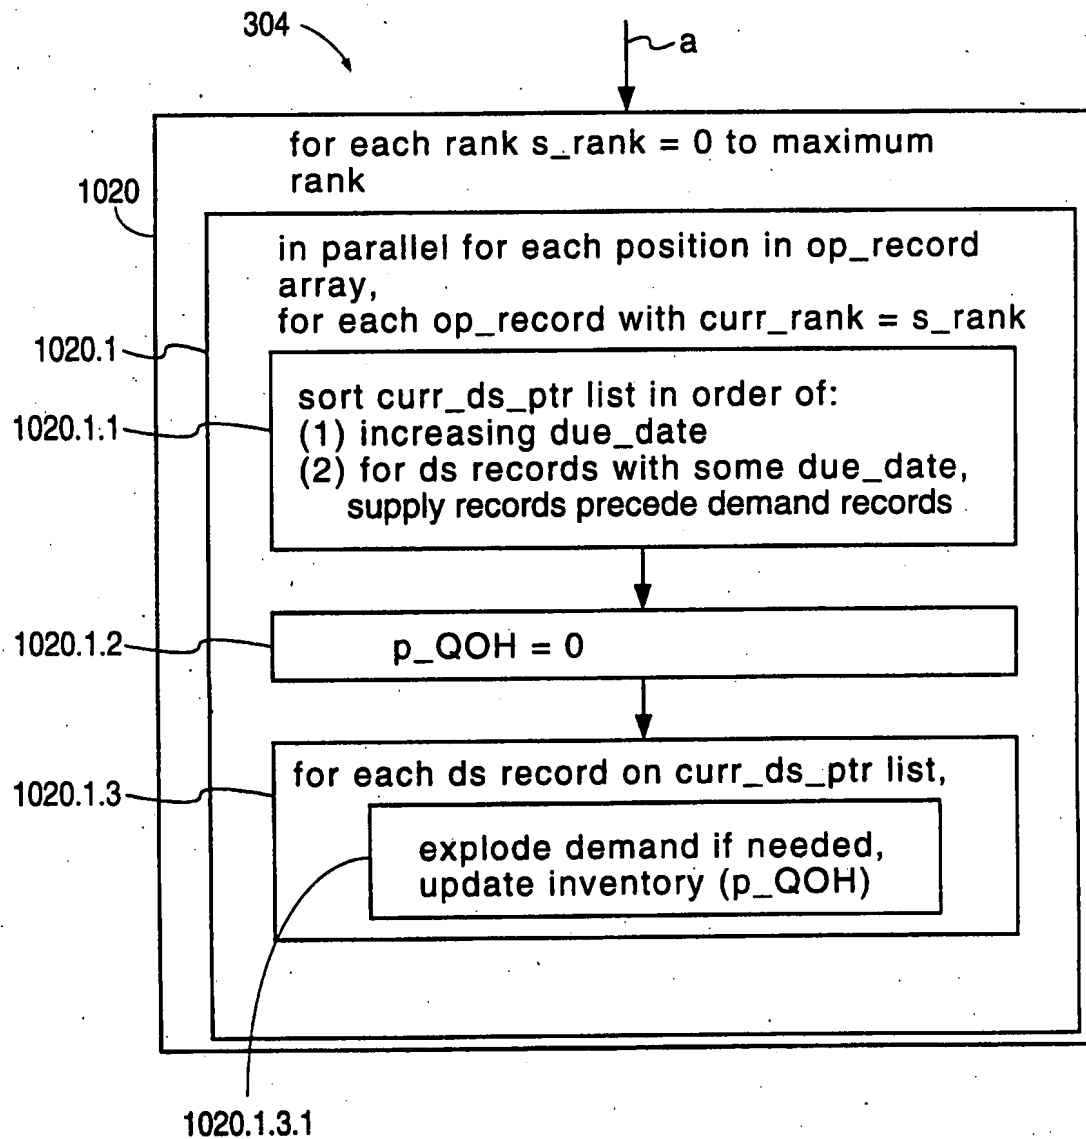 304
a
for each rank s_rank = 0 to maximum
rank
1020
in parallel for each position in op_record
array,
for each op_record with curr_rank = s_rank
1020.1
sort curr_ds_ptr list in order of:
(1) increasing due_date
1020.1.1
(2) for ds records with some due_date,
supply records precede demand records
1020.1.2
p_QOH = 0
for each ds record on curr_ds_ptr list,
1020.1.3
explode demand if needed,
update inventory (p_QOH)
1020.1.3.1